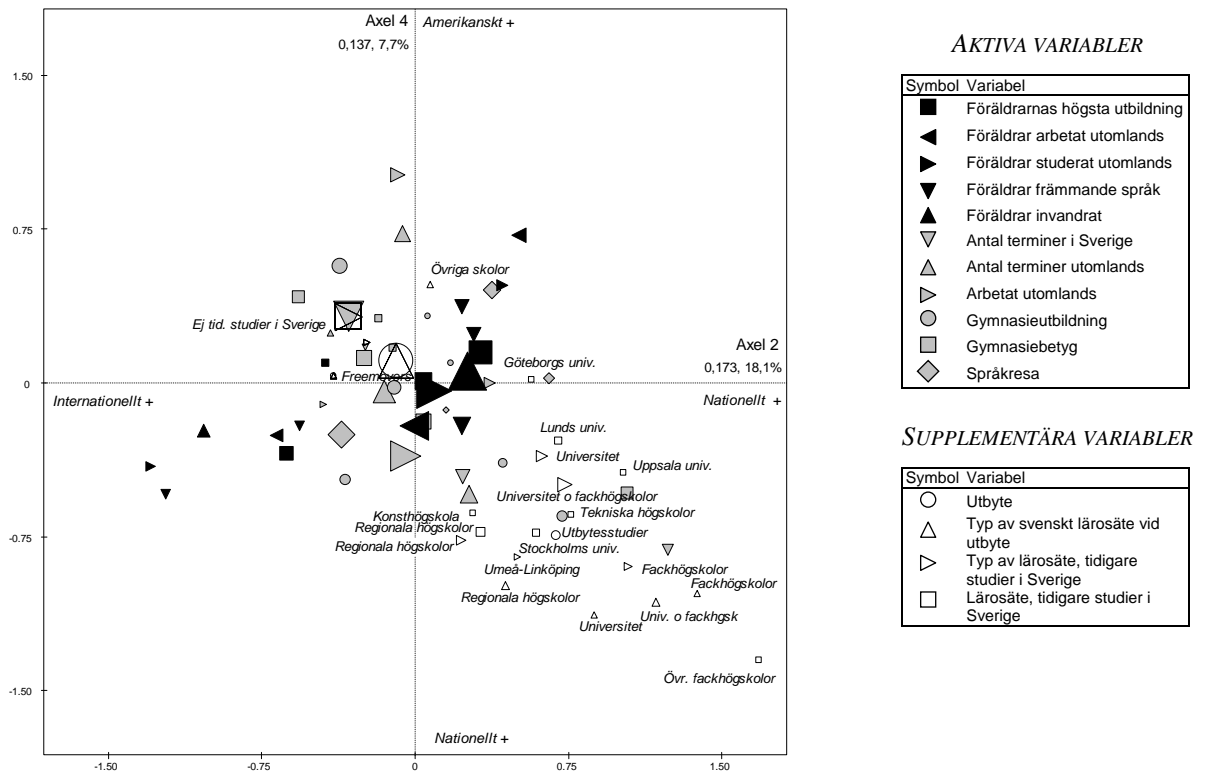 Axel 4
0,137, 7,7%
Amerikanskt +
1.50
0.75
0
-0.75
-1.50
Övriga skolor
Ej tid. studier i Sverige
Axel 2
0,173, 18,1%
Göteborgs univ.
Freemovers
Internationellt +
Nationellt +
Lunds univ.
Universitet
Uppsala univ.
Universitet o fackhögskolor
Konsthögskola
Tekniska högskolor
Regionala högskolor
Utbytesstudier
Regionala högskolor
Stockholms univ.
Umeå-Linköping
Fackhögskolor
Fackhögskolor
Regionala högskolor
Univ. o fackhgsk
Universitet
Övr. fackhögskolor
Nationellt +
-1.50
-0.75
0
0.75
1.50
AKTIVA VARIABLER
Symbol Variabel
Föräldrarnas högsta utbildning
Föräldrar arbetat utomlands
Föräldrar studerat utomlands
Föräldrar främmande språk
Föräldrar invandrat
Antal terminer i Sverige
Antal terminer utomlands
Arbetat utomlands
Gymnasieutbildning
Gymnasiebetyg
Språkresa
SUPPLEMENTÄRA VARIABLER
Symbol Variabel
Utbyte
Typ av svenskt lärosäte vid
utbyte
Typ av lärosäte, tidigare
studier i Sverige
Lärosäte, tidigare studier i
Sverige